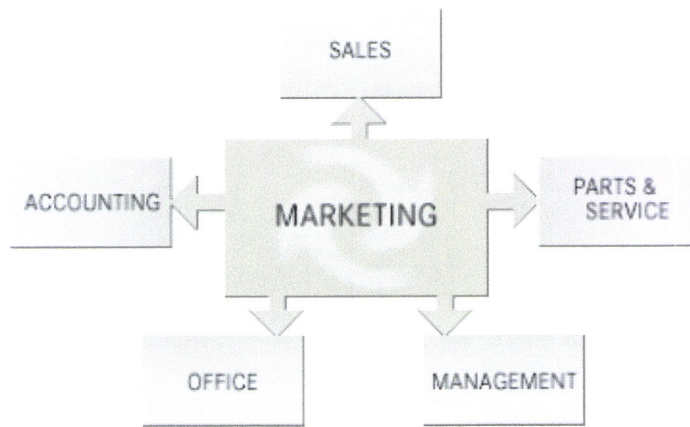 SALES
ACCOUNTING
MARKETING
PARTS &
SERVICE
OFFICE
MANAGEMENT